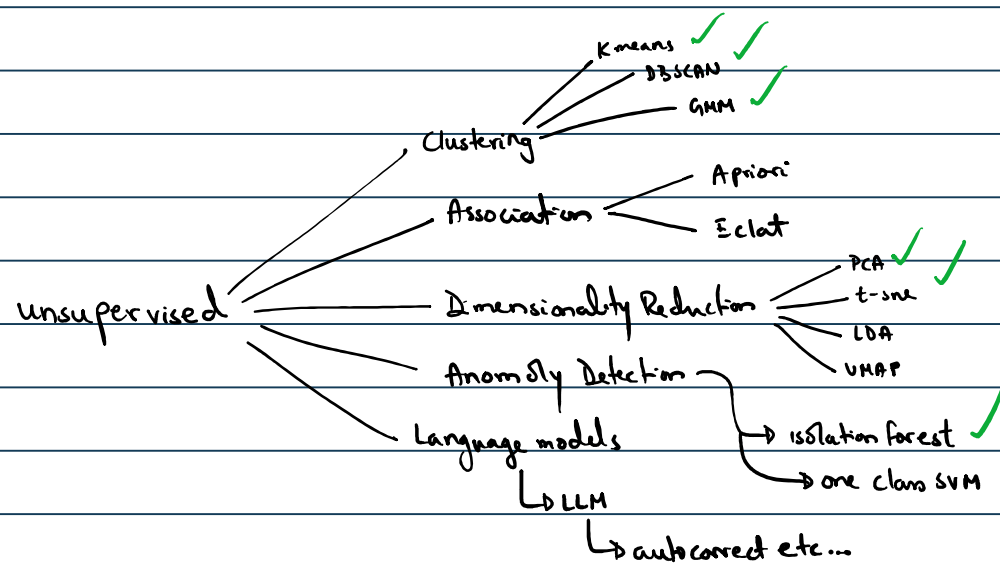 Kmeans
DBSCAN
GMM
Clustering
Apriori
Association
Eclat
PCA
t-sne
unsupervised
Dimensionality Reduction
LDA
UMAP
Anomoly Detection
Language models
isolation forest
one class SVM
LLM
autocorrect etc...